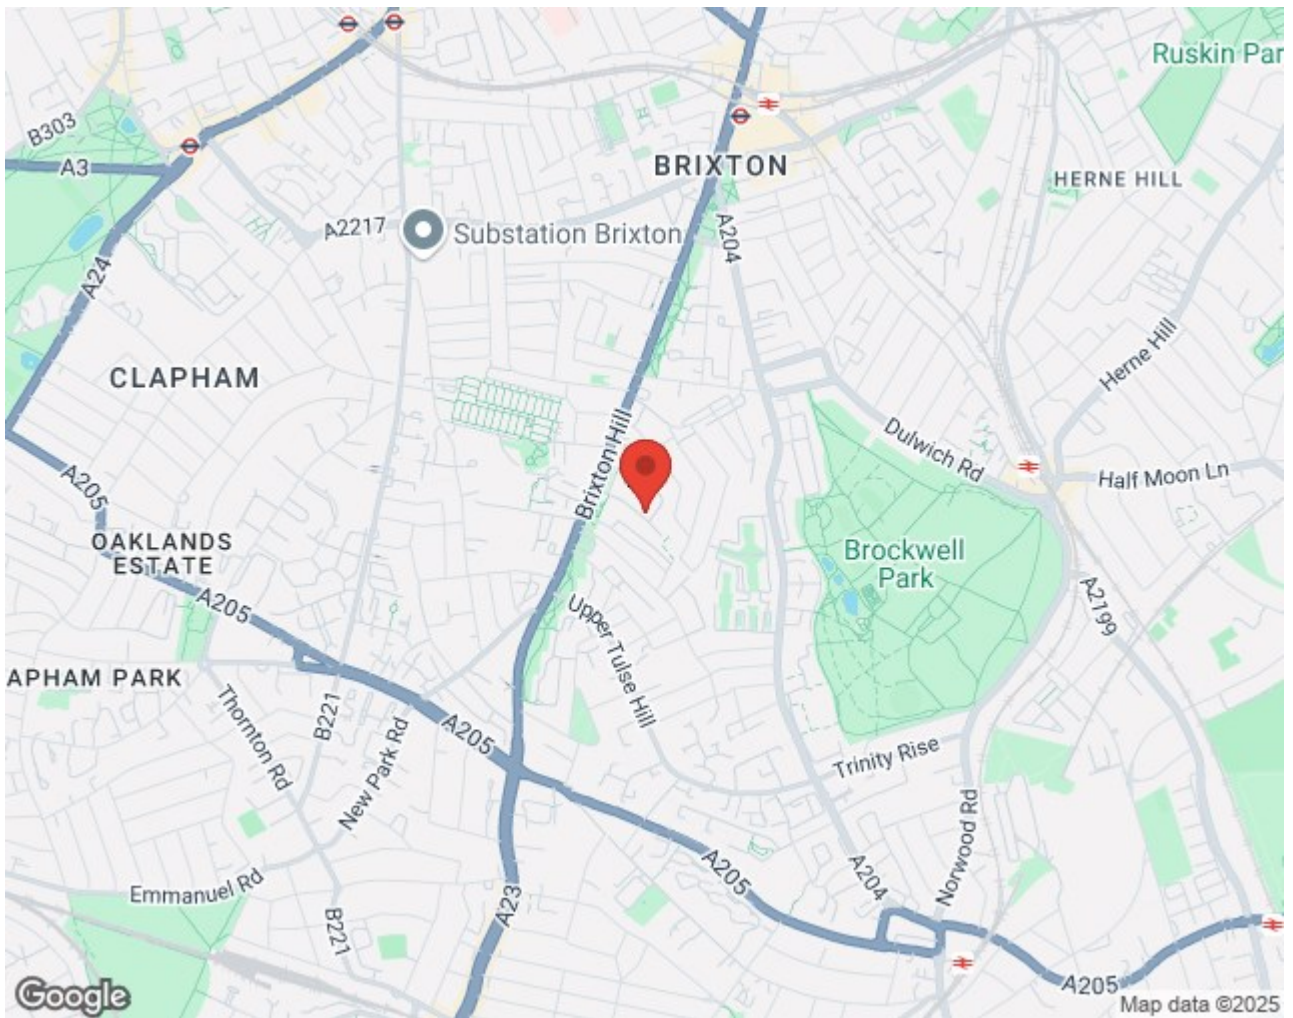 Ruskin Par
B303
A3
BRIXTON
HERNE HILL
A2217
Substation Brixton
A204
A24
Herne Hill
CLAPHAM
Brixton Hill
Dulwich Rd
Half Moon Ln
A205
OAKLANDS
ESTATE
Brockwell
Park
A205
A2199
Upper Tulse Hill
APHAM PARK
Thornton Rd
B221
New Park Rd
A205
Trinity Rise
Norwood Rd
A205
A204
Emmanuel Rd
A23
B221
A205
Google
Map data ©2025